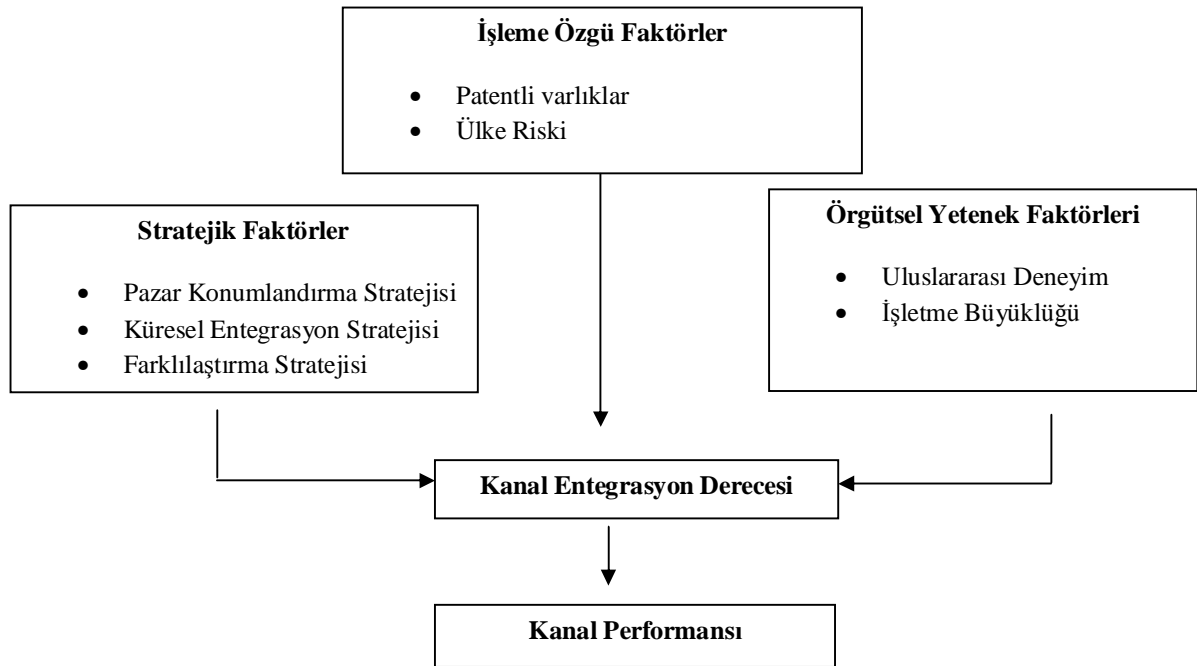 İşleme Özgü Faktörler
• Patentli varlıklar
• Ülke Riski
Stratejik Faktörler
• Pazar Konumlandırma Stratejisi
• Küresel Entegrasyon Stratejisi
• Farklılaştırma Stratejisi
Örgütsel Yetenek Faktörleri
• Uluslararası Deneyim
• İşletme Büyüklüğü
Kanal Entegrasyon Derecesi
Kanal Performansı